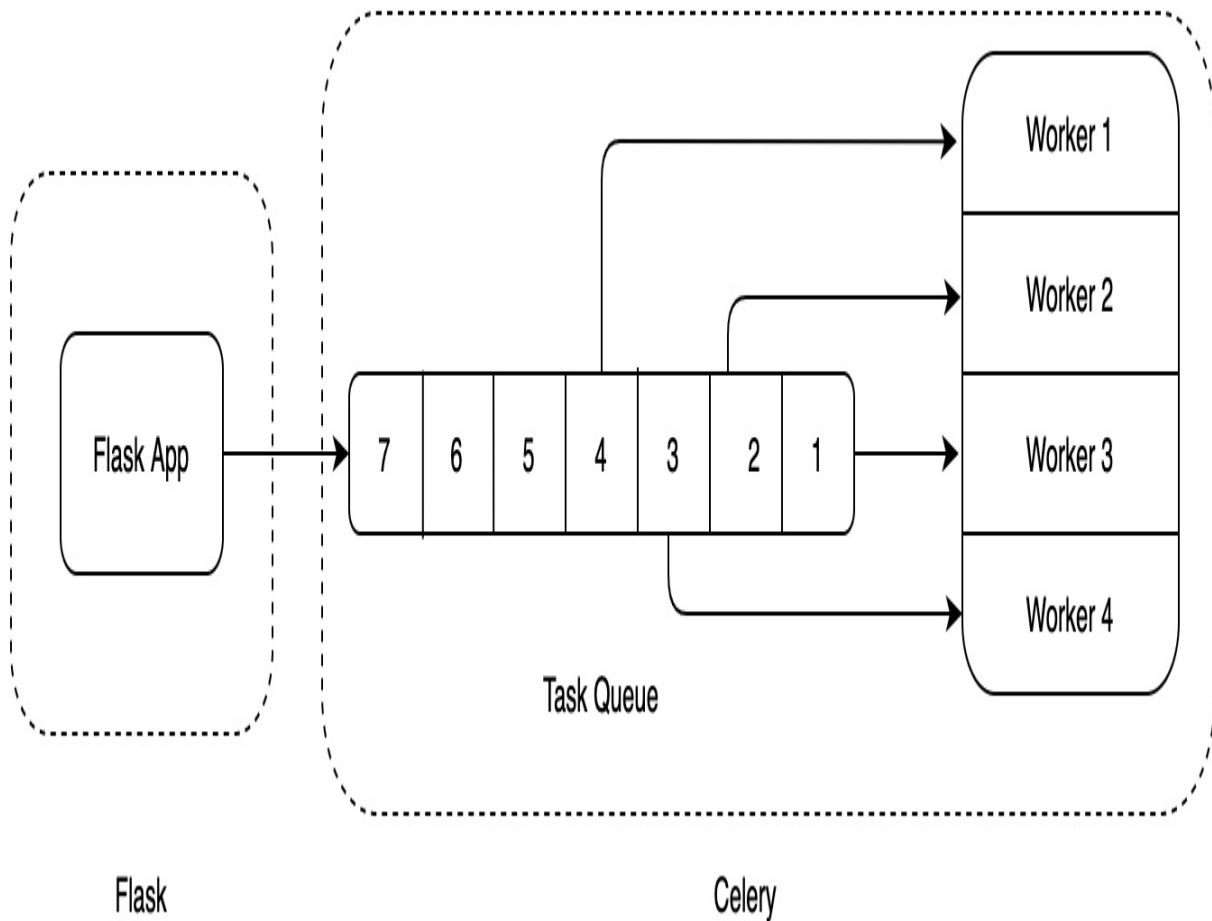 Worker 1
Worker 2
Flask App
7 6 5 4 3 2 1
Worker 3
Worker 4
Task Queue
Flask
Celery